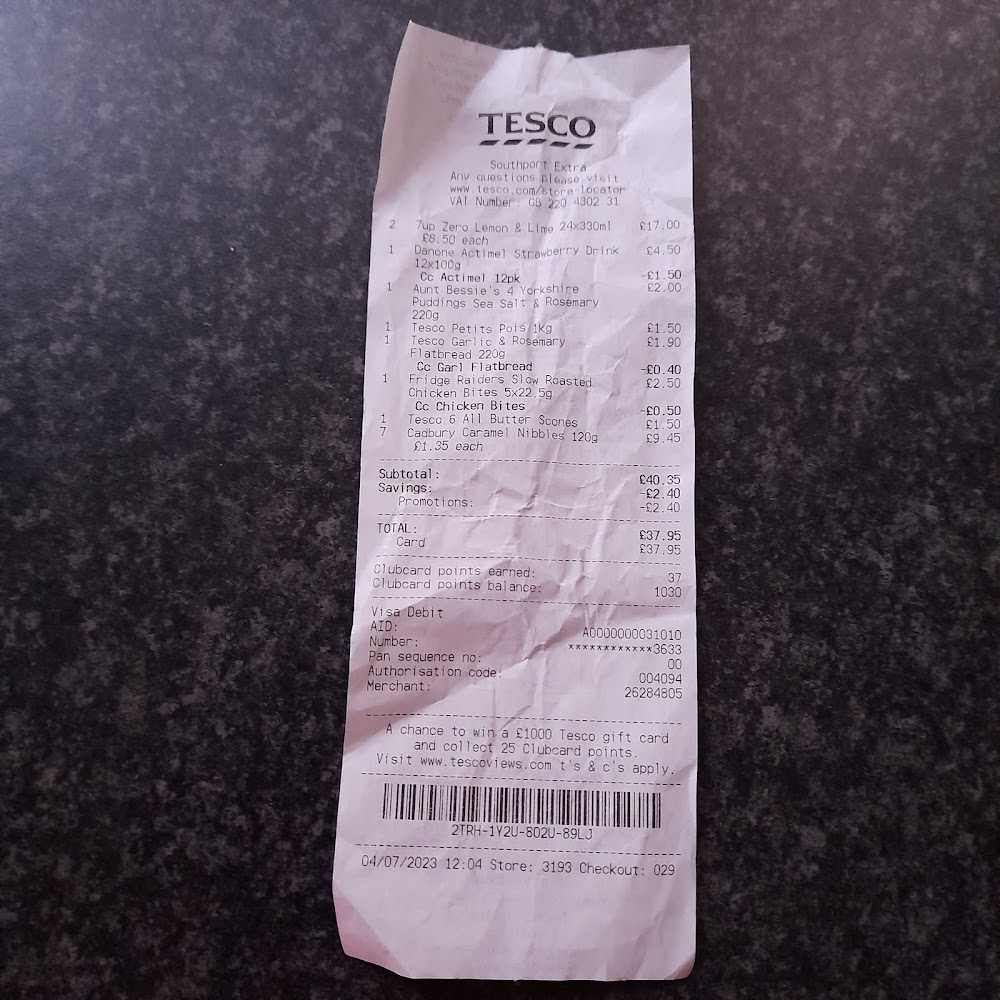 TESCO
Southport Extra
Any questions please visit
www.tesco.com/store-locator
VAT Number: GB 220 4302 31
2 7up Zero Lemon & Lime 24x330ml £17.00
£8.50 each
1 Danone Actimel Strawberry Drink £4.50
12x100g
Cc Actimel 12pk -£1.50
1 Aunt Bessie's 4 Yorkshire £2.00
Puddings Sea Salt & Rosemary
220g
1 Tesco Petits Pois 1kg £1.50
1 Tesco Garlic & Rosemary £1.90
Flatbread 220g
Cc Garl Flatbread -£0.40
1 Fridge Raiders Slow Roasted £2.50
Chicken Bites 5x22.5g
Cc Chicken Bites -£0.50
1 Tesco 6 All Butter Scones £1.50
7 Cadbury Caramel Nibbles 120g £9.45
£1.35 each
Subtotal: £40.35
Savings: -£2.40
Promotions: -£2.40
TOTAL: £37.95
Card £37.95
Clubcard points earned: 37
Clubcard points balance: 1030
Visa Debit
AID: A0000000031010
Number: ************3633
Pan sequence no: 00
Authorisation code: 004094
Merchant: 26284805
A chance to win a £1000 Tesco gift card
and collect 25 Clubcard points.
Visit www.tescoviews.com t's & c's apply.
2TRH-1Y2U-802U-89LJ
04/07/2023 12:04 Store: 3193 Checkout: 029